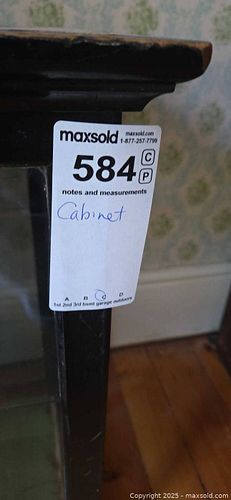 maxsold maxsold.com
1-877-257-7799
584 C
P
notes and measurements
Cabinet
A B C D
1st 2nd 3rd bsmt garage outdoors
© Copyright 2025 - maxsold.com